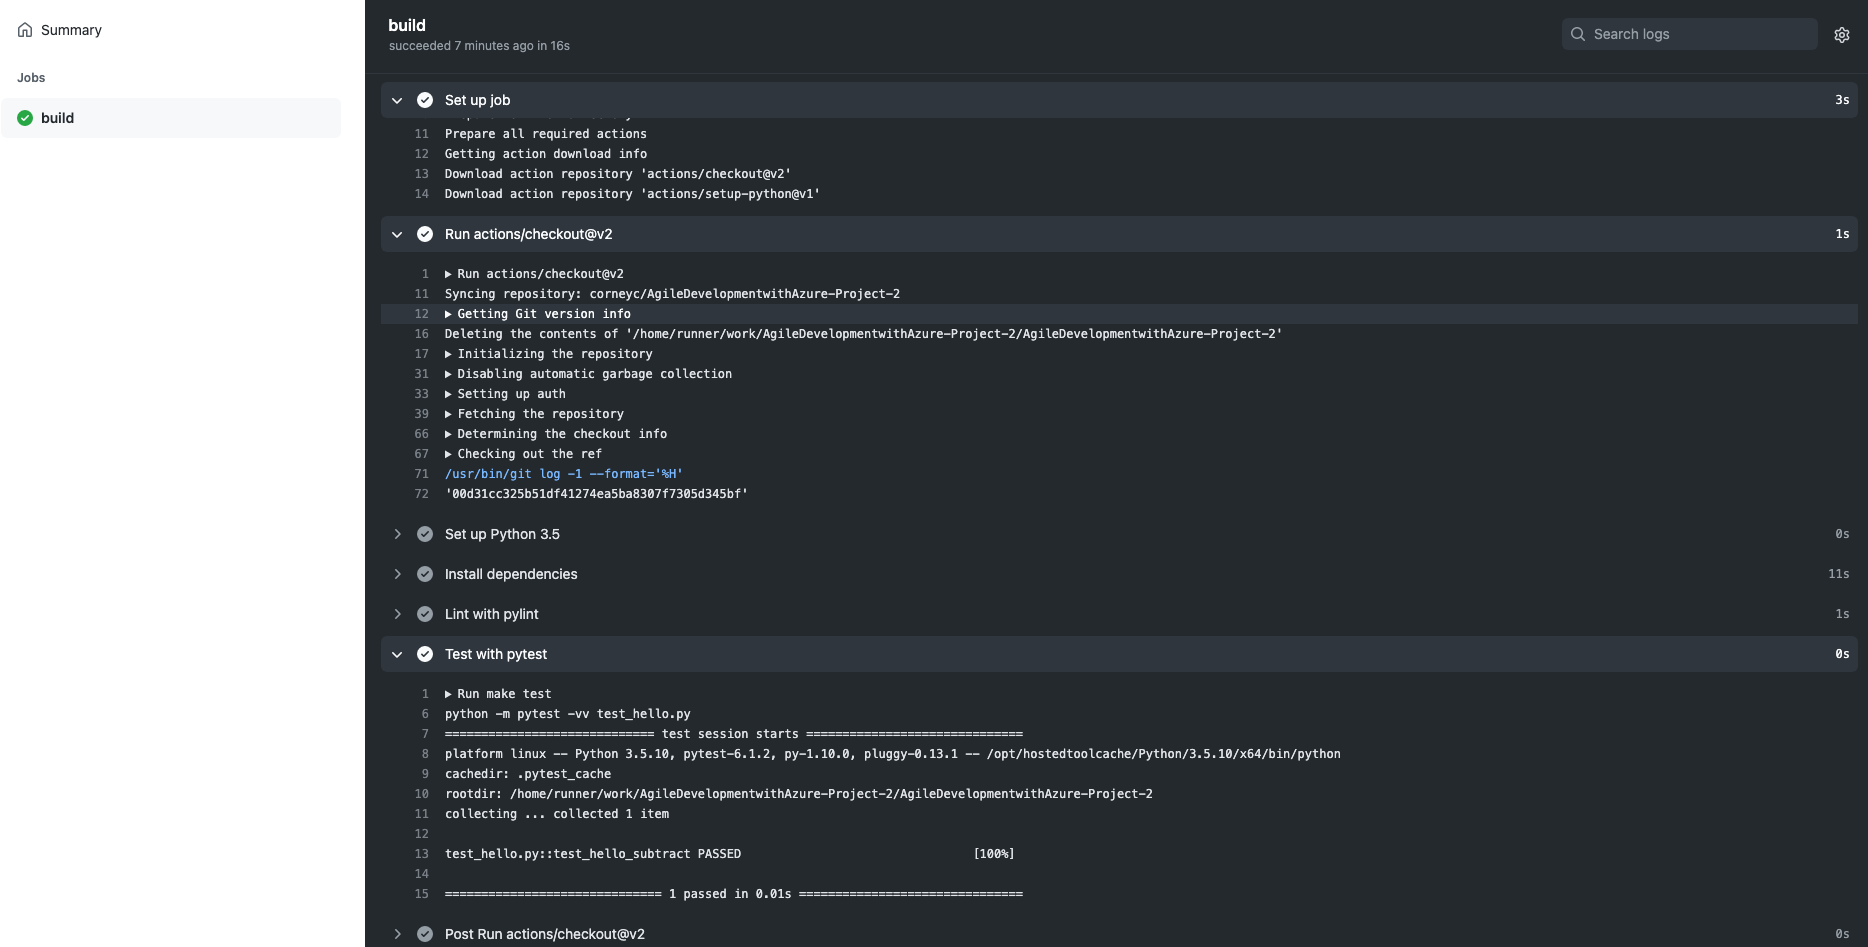 Summary
Jobs
build
build
succeeded 7 minutes ago in 16s
Search logs
Set up job 3s
11 Prepare all required actions
12 Getting action download info
13 Download action repository 'actions/checkout@v2'
14 Download action repository 'actions/setup-python@v1'
Run actions/checkout@v2 1s
1 ▶ Run actions/checkout@v2
11 Syncing repository: corneyc/AgileDevelopmentwithAzure-Project-2
12 ▶ Getting Git version info
16 Deleting the contents of '/home/runner/work/AgileDevelopmentwithAzure-Project-2/AgileDevelopmentwithAzure-Project-2'
17 ▶ Initializing the repository
31 ▶ Disabling automatic garbage collection
33 ▶ Setting up auth
39 ▶ Fetching the repository
66 ▶ Determining the checkout info
67 ▶ Checking out the ref
71 /usr/bin/git log -1 --format='%H'
72 '00d31cc325b51df41274ea5ba8307f7305d345bf'
Set up Python 3.5 0s
Install dependencies 11s
Lint with pylint 1s
Test with pytest 0s
1 ▶ Run make test
6 python -m pytest -vv test_hello.py
7 ============================= test session starts ==============================
8 platform linux -- Python 3.5.10, pytest-6.1.2, py-1.10.0, pluggy-0.13.1 -- /opt/hostedtoolcache/Python/3.5.10/x64/bin/python
9 cachedir: .pytest_cache
10 rootdir: /home/runner/work/AgileDevelopmentwithAzure-Project-2/AgileDevelopmentwithAzure-Project-2
11 collecting ... collected 1 item
12
13 test_hello.py::test_hello_subtract PASSED [100%]
14
15 ============================== 1 passed in 0.01s ===============================
Post Run actions/checkout@v2 0s